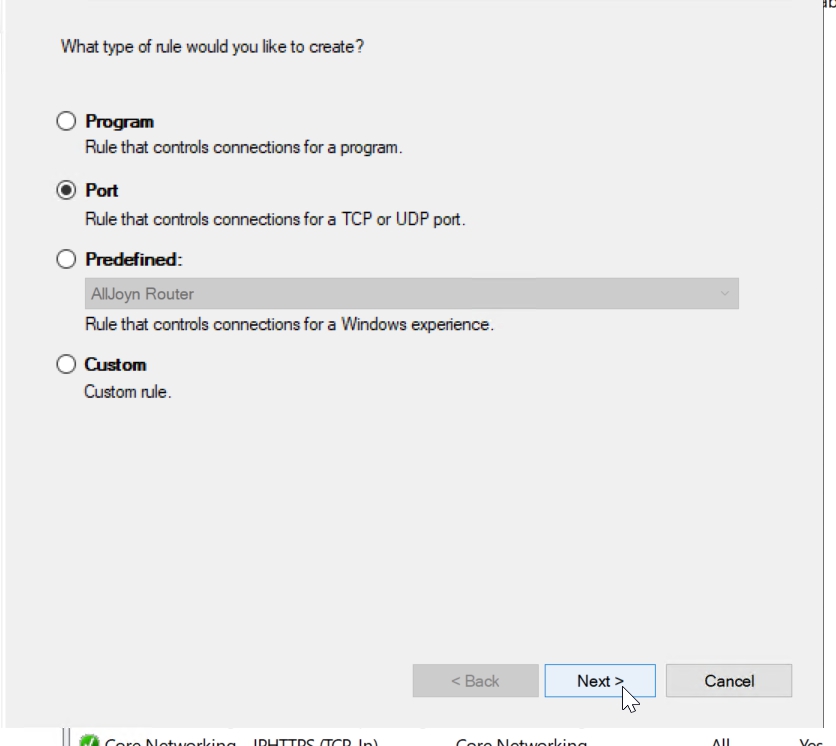 What type of rule would you like to create?
Program
Rule that controls connections for a program.
Port
Rule that controls connections for a TCP or UDP port.
Predefined:
AllJoyn Router
Rule that controls connections for a Windows experience.
Custom
Custom rule.
< Back Next > Cancel
Core Networking - IPHTTPS (TCP-In) Core Networking All Yes